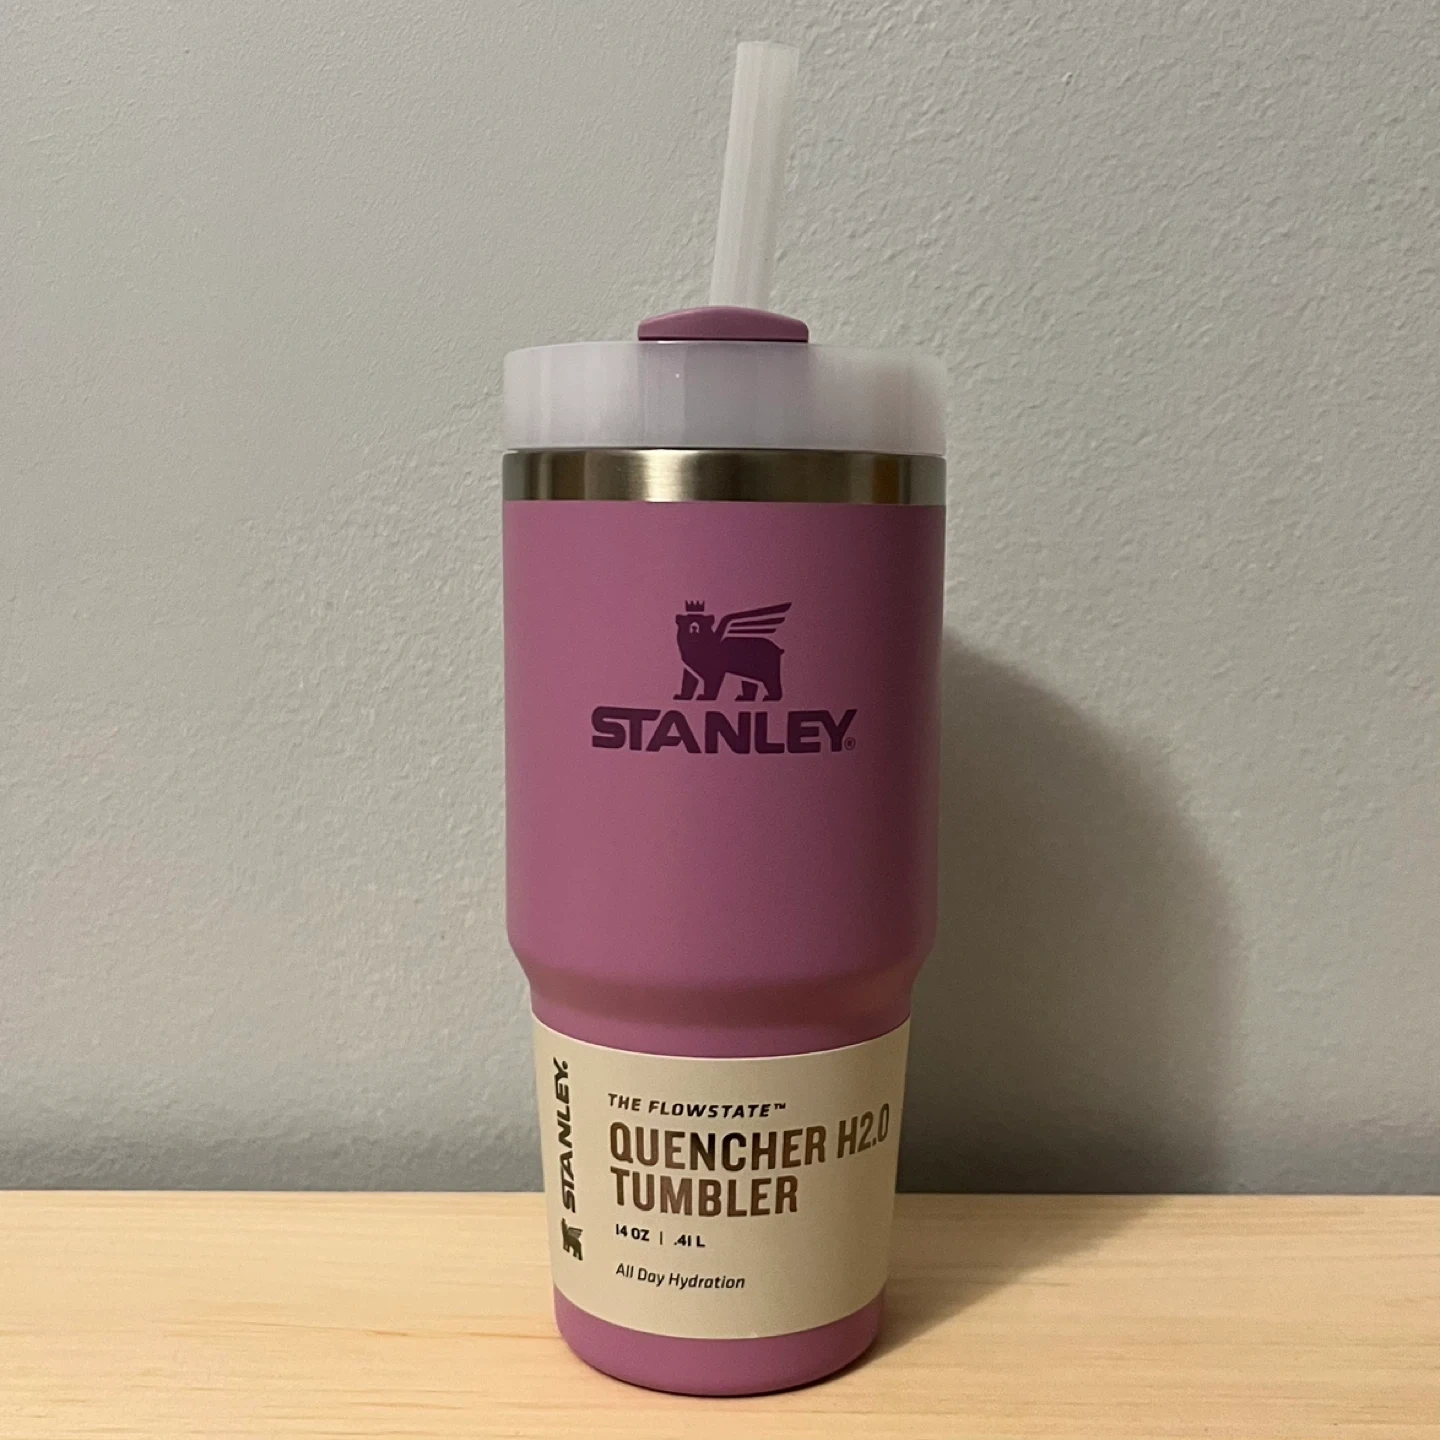 STANLEY®
STANLEY®
THE FLOWSTATE™
QUENCHER H2.0
TUMBLER
14 OZ | .41 L
All Day Hydration